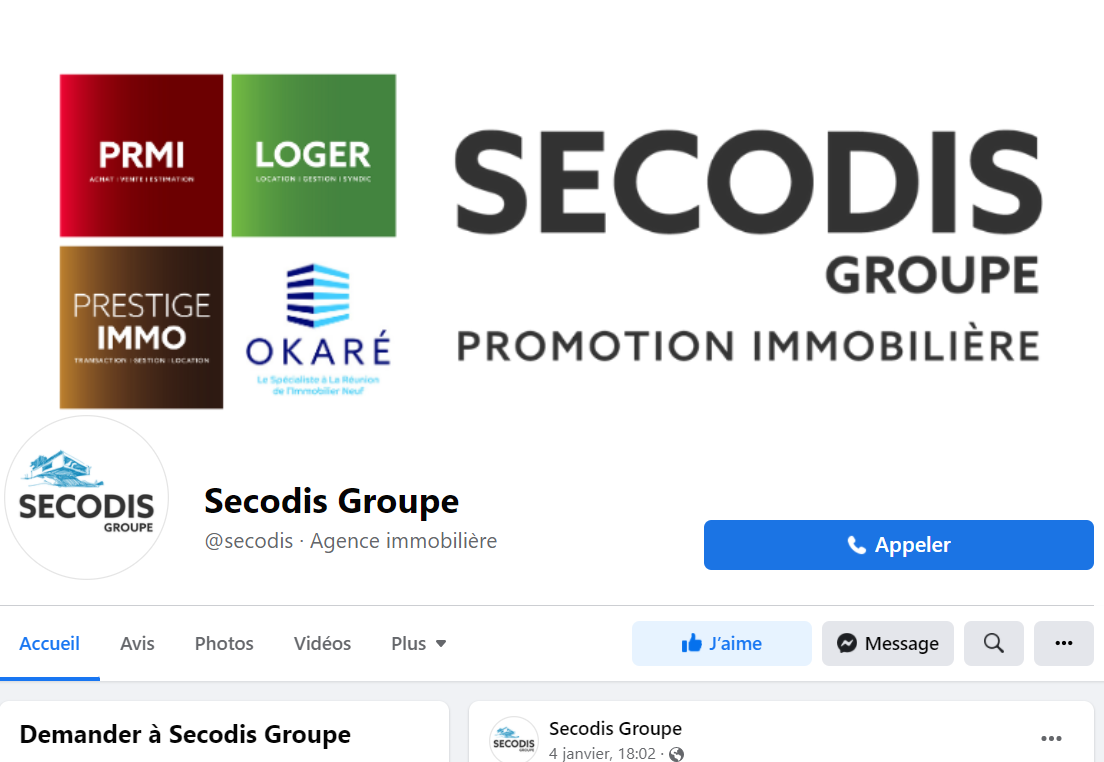 PRMI
ACHAT | VENTE | ESTIMATION
LOGER
LOCATION | GESTION | SYNDIC
PRESTIGE
IMMO
TRANSACTION | GESTION | LOCATION
OKARÉ
Le Spécialiste à La Réunion
de l'Immobilier Neuf
SECODIS
GROUPE
PROMOTION IMMOBILIÈRE
SECODIS
GROUPE
Secodis Groupe
@secodis · Agence immobilière
Appeler
Accueil
Avis
Photos
Vidéos
Plus
J’aime
Message
Demander à Secodis Groupe
SECODIS
GROUPE
Secodis Groupe
4 janvier, 18:02 ·